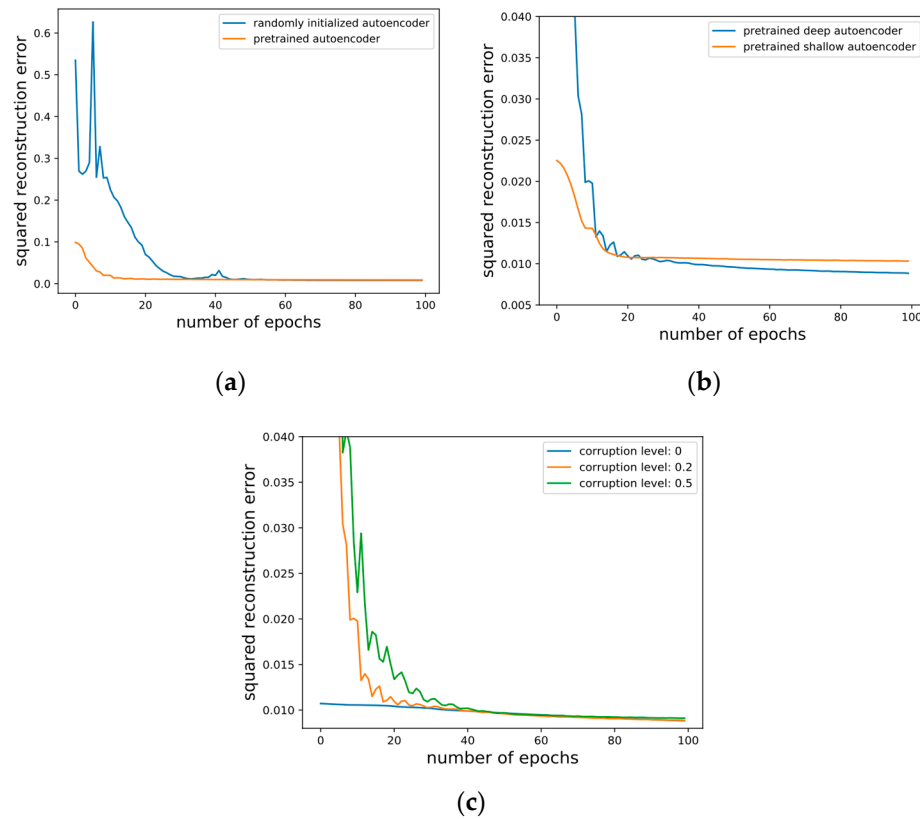 randomly initialized autoencoder
pretrained autoencoder
squared reconstruction error
0.6
0.5
0.4
0.3
0.2
0.1
0.0
0 20 40 60 80 100
number of epochs
(a)
pretrained deep autoencoder
pretrained shallow autoencoder
squared reconstruction error
0.040
0.035
0.030
0.025
0.020
0.015
0.010
0.005
0 20 40 60 80 100
number of epochs
(b)
corruption level: 0
corruption level: 0.2
corruption level: 0.5
squared reconstruction error
0.040
0.035
0.030
0.025
0.020
0.015
0.010
0 20 40 60 80 100
number of epochs
(c)